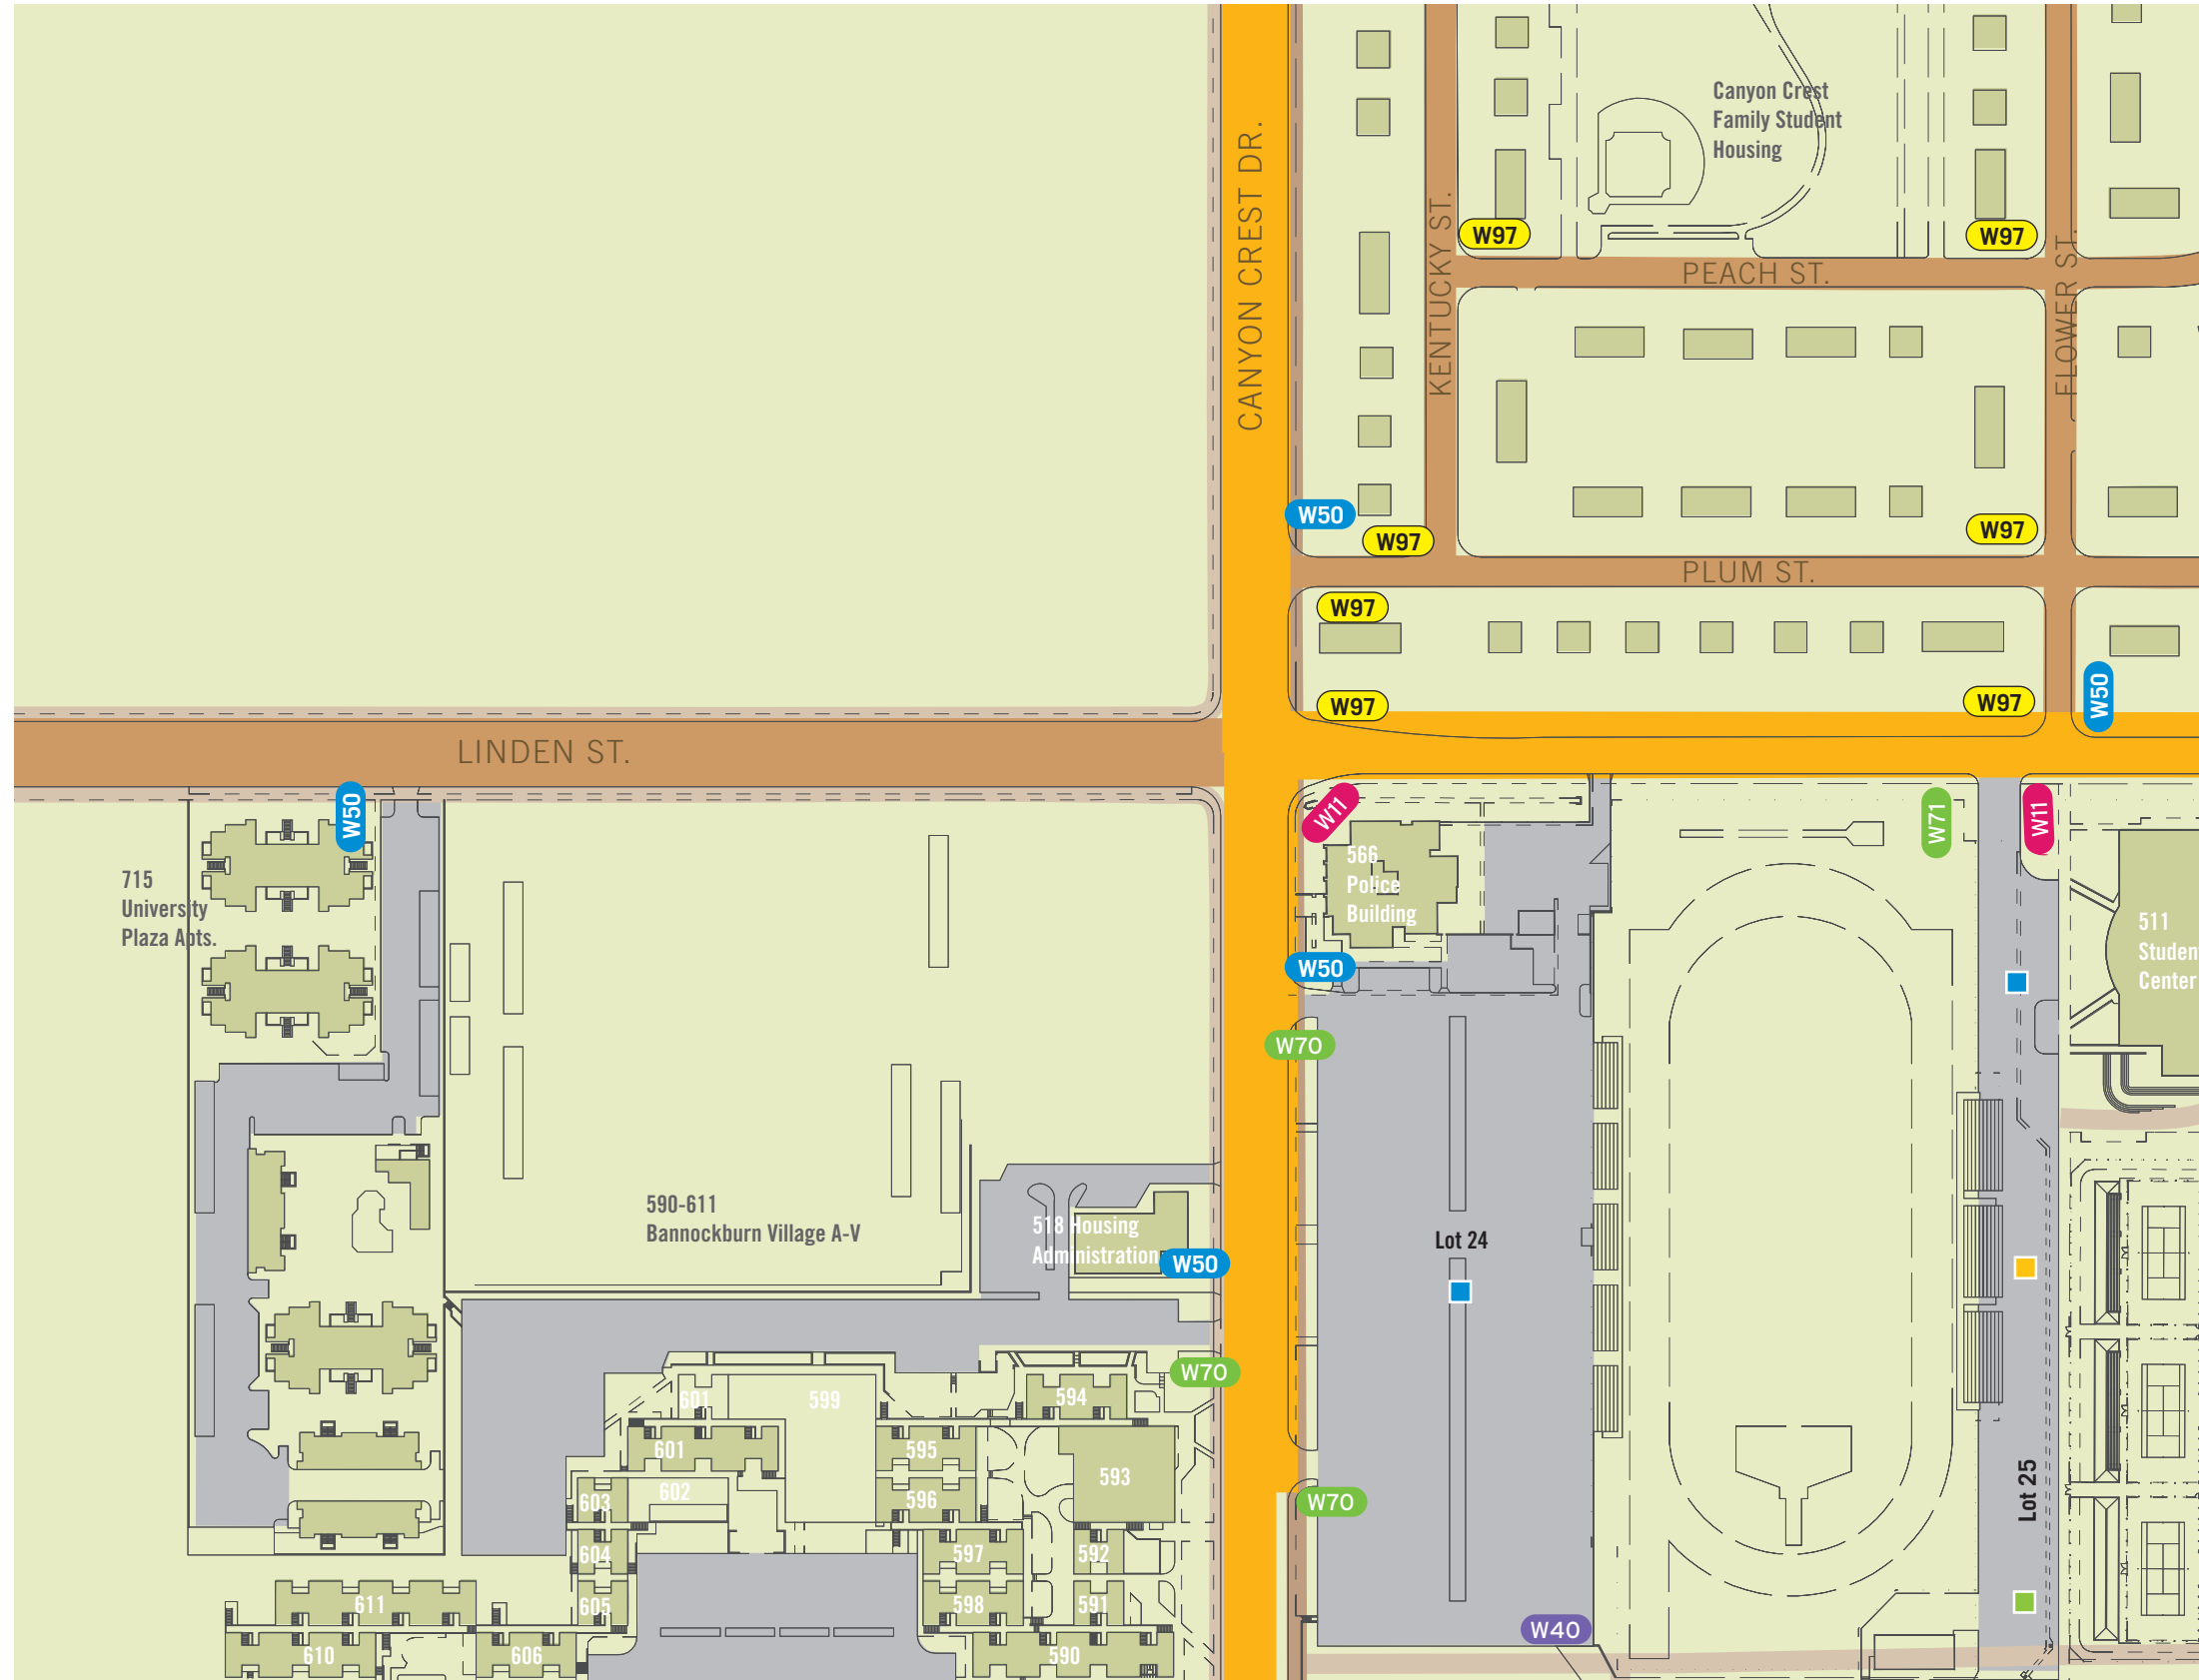 CANYON CREST DR.
KENTUCKY ST.
Canyon Crest
Family Student
Housing
W97
W97
PEACH ST.
FLOWER ST.
W50
W97
W97
PLUM ST.
W97
W97
W97
W50
LINDEN ST.
W50
W11
W71
W11
715
University
Plaza Apts.
566
Police
Building
511
Studen
Center
W50
W70
590-611
Bannockburn Village A-V
518 Housing
Administration
W50
Lot 24
W70
601
599
594
601
595
593
603
602
596
W70
Lot 25
604
597
592
611
605
598
591
W40
610
606
590